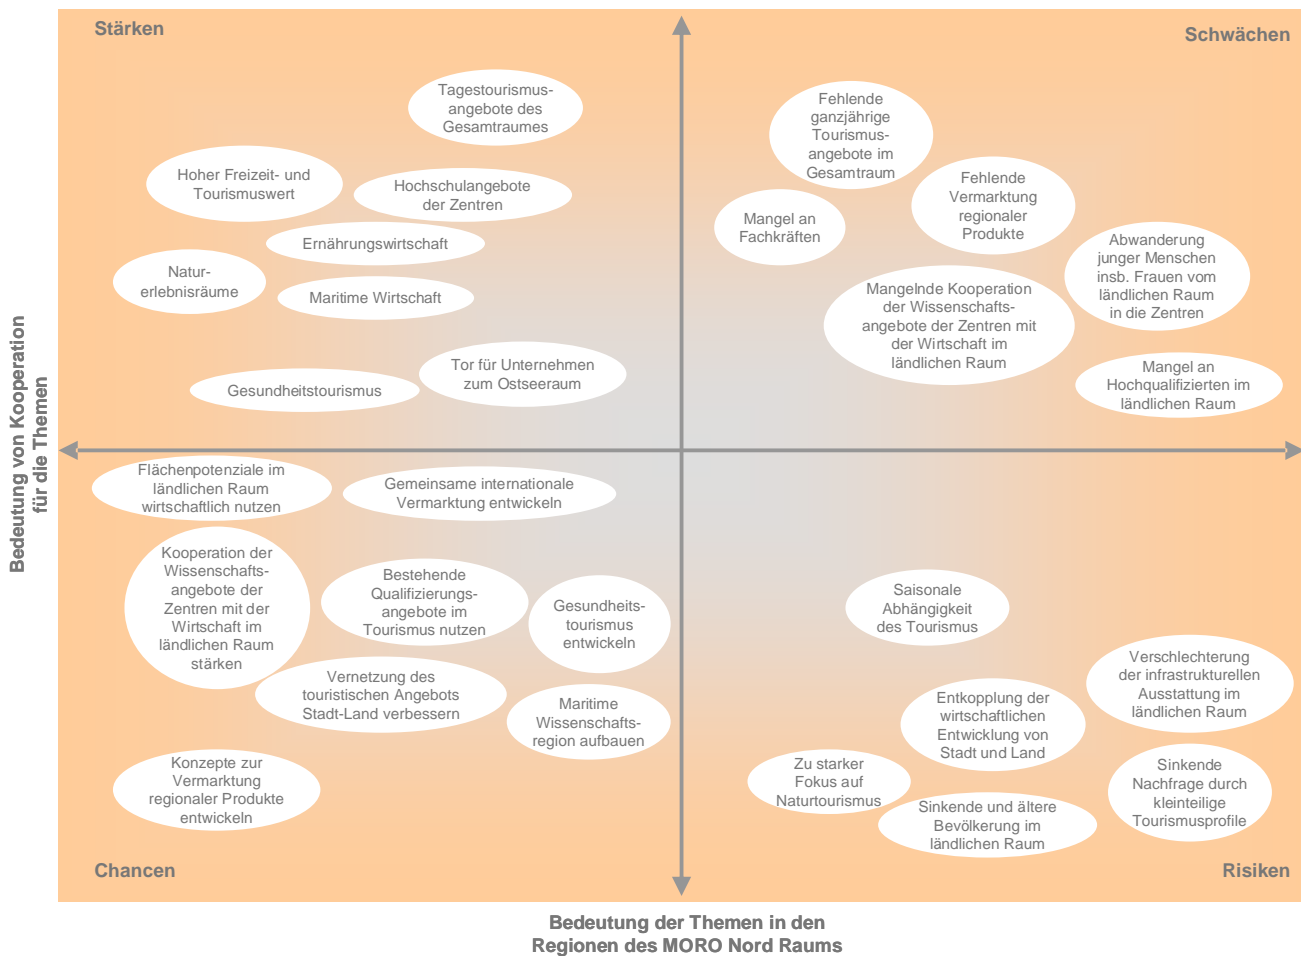 Stärken
Schwächen
Tagestourismus-
angebote des
Gesamtraumes
Hoher Freizeit- und
Tourismuswert
Hochschulangebote
der Zentren
Ernährungswirtschaft
Natur-
erlebnisräume
Maritime Wirtschaft
Tor für Unternehmen
zum Ostseeraum
Gesundheitstourismus
Fehlende
ganzjährige
Tourismus-
angebote im
Gesamtraum
Fehlende
Vermarktung
regionaler
Produkte
Mangel an
Fachkräften
Abwanderung
junger Menschen
insb. Frauen vom
ländlichen Raum
in die Zentren
Mangelnde Kooperation
der Wissenschafts-
angebote der Zentren mit
der Wirtschaft im
ländlichen Raum
Mangel an
Hochqualifizierten im
ländlichen Raum
Bedeutung von Kooperation
für die Themen
Flächenpotenziale im
ländlichen Raum
wirtschaftlich nutzen
Gemeinsame internationale
Vermarktung entwickeln
Kooperation der
Wissenschafts-
angebote der
Zentren mit der
Wirtschaft im
ländlichen Raum
stärken
Bestehende
Qualifizierungs-
angebote im
Tourismus nutzen
Gesundheits-
tourismus
entwickeln
Vernetzung des
touristischen Angebots
Stadt-Land verbessern
Maritime
Wissenschafts-
region aufbauen
Konzepte zur
Vermarktung
regionaler Produkte
entwickeln
Saisonale
Abhängigkeit
des Tourismus
Verschlechterung
der infrastrukturellen
Ausstattung im
ländlichen Raum
Entkopplung der
wirtschaftlichen
Entwicklung von
Stadt und Land
Zu starker
Fokus auf
Naturtourismus
Sinkende
Nachfrage durch
kleinteilige
Tourismusprofile
Sinkende und ältere
Bevölkerung im
ländlichen Raum
Chancen
Risiken
Bedeutung der Themen in den
Regionen des MORO Nord Raums